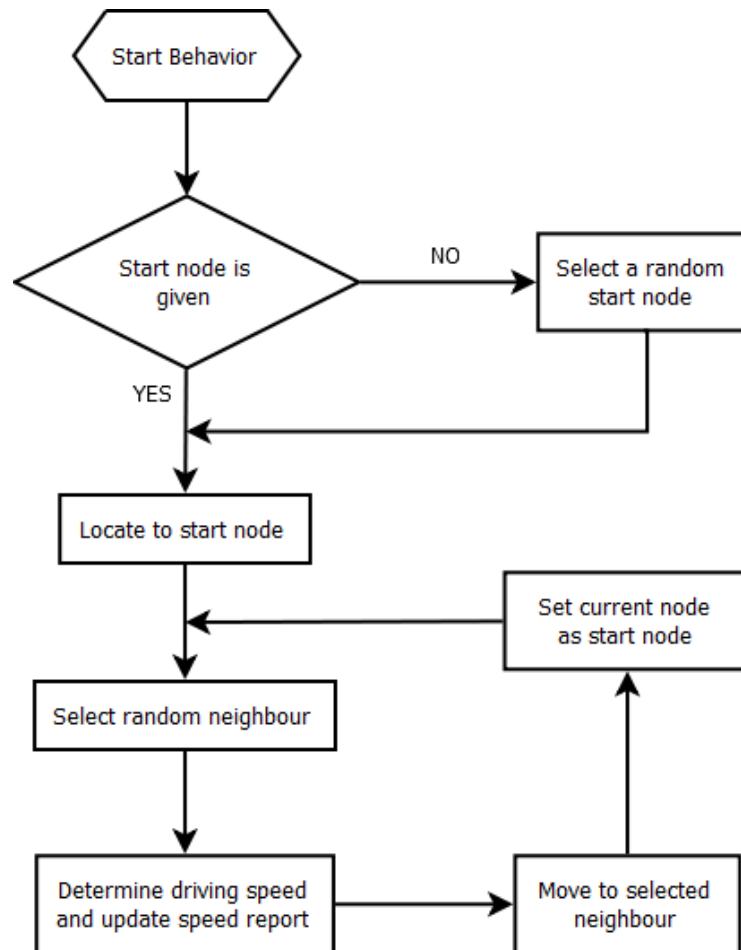 Start Behavior
Start node is
given
NO
Select a random
start node
YES
Locate to start node
Set current node
as start node
Select random neighbour
Determine driving speed
and update speed report
Move to selected
neighbour